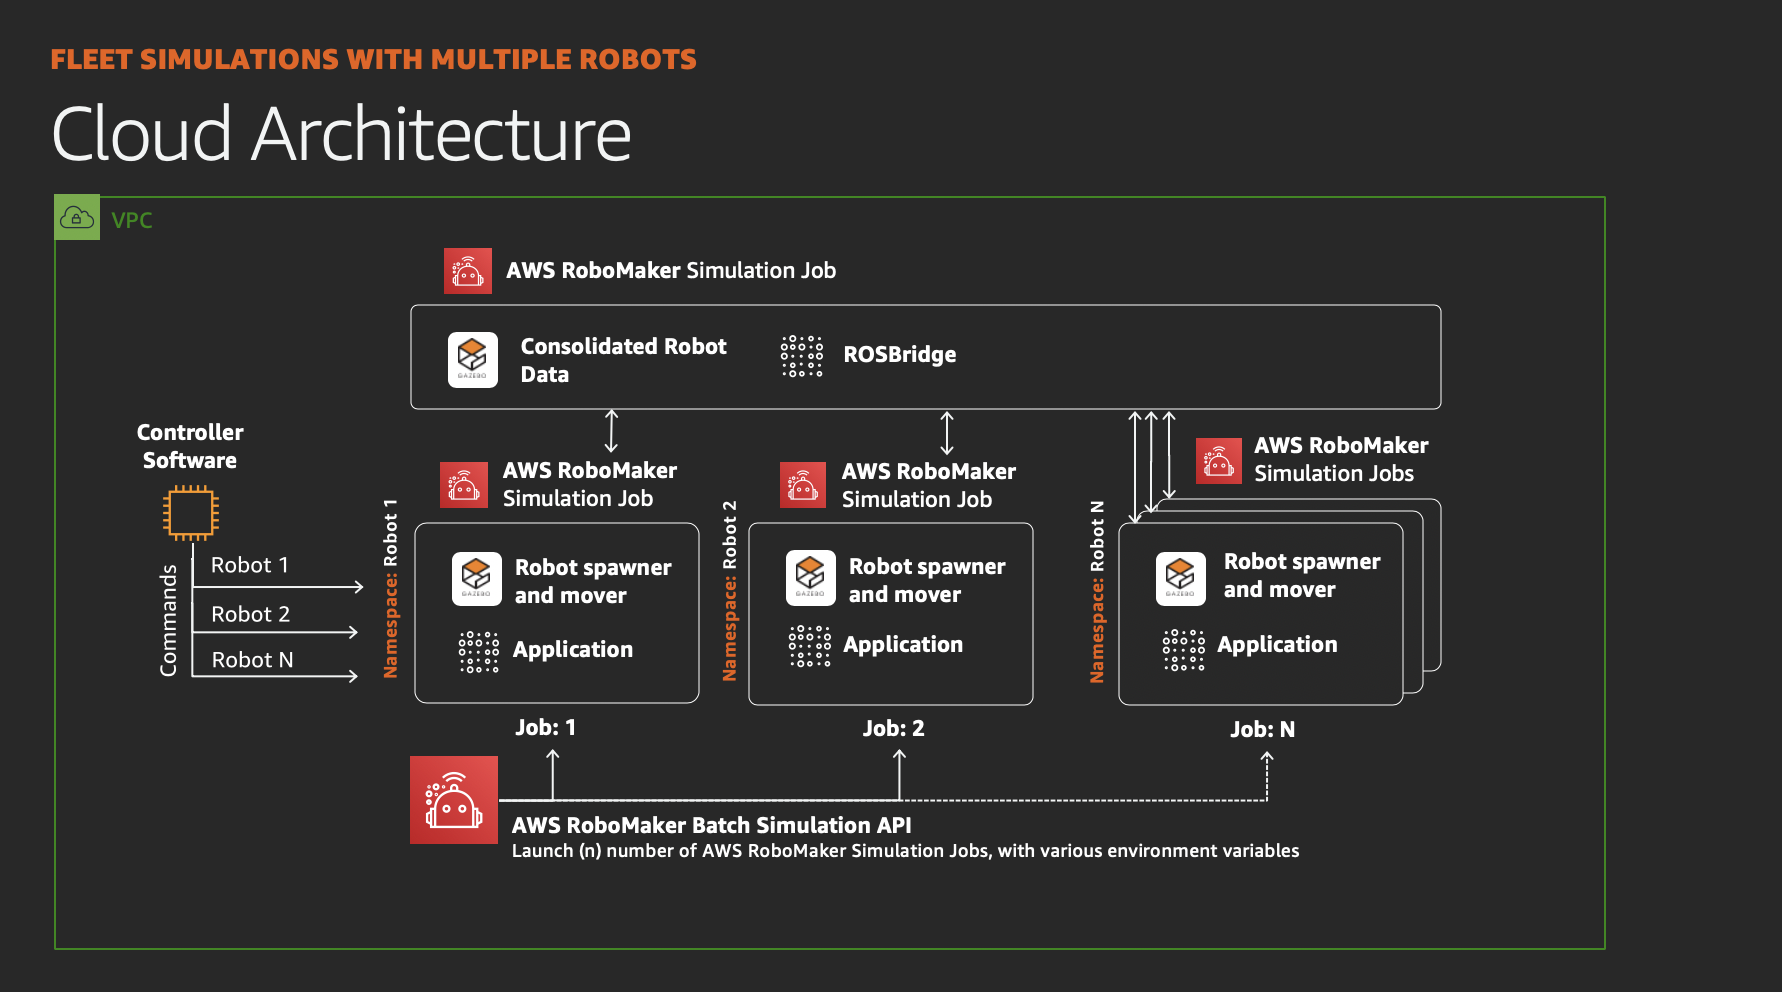 FLEET SIMULATIONS WITH MULTIPLE ROBOTS
Cloud Architecture
VPC
AWS RoboMaker Simulation Job
GAZEBO
Consolidated Robot
Data
ROSBridge
Controller
Software
Commands
Robot 1
Robot 2
Robot N
Namespace: Robot 1
AWS RoboMaker
Simulation Job
GAZEBO
Robot spawner
and mover
Application
Job: 1
Namespace: Robot 2
AWS RoboMaker
Simulation Job
GAZEBO
Robot spawner
and mover
Application
Job: 2
Namespace: Robot N
AWS RoboMaker
Simulation Jobs
GAZEBO
Robot spawner
and mover
Application
Job: N
AWS RoboMaker Batch Simulation API
Launch (n) number of AWS RoboMaker Simulation Jobs, with various environment variables